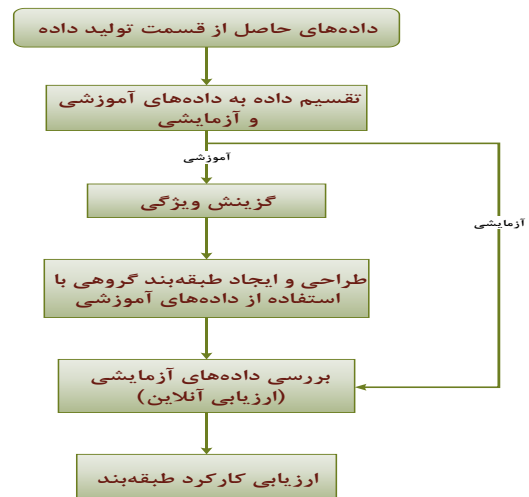 داده‌های حاصل از قسمت تولید داده
تقسیم داده به داده‌های آموزشی
و آزمایشی
آموزشی
آزمایشی
گزینش ویژگی
طراحی و ایجاد طبقه‌بند گروهی با
استفاده از داده‌های آموزشی
بررسی داده‌های آزمایشی
(ارزیابی آنلاین)
ارزیابی کارکرد طبقه‌بند